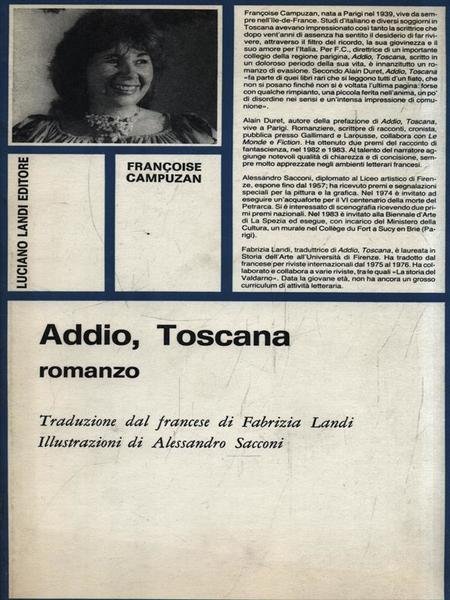 LUCIANO LANDI EDITORE
FRANÇOISE
CAMPUZAN
Françoise Campuzan, nata a Parigi nel 1939, vive da sem-
pre nell'Ile-de-France. Studi d'italiano e diversi soggiorni in
Toscana avevano impressionato così tanto la scrittrice che
dopo vent'anni di assenza ha sentito il desiderio di far rivi-
vere, attraverso il filtro del ricordo, la sua giovinezza e il
suo amore per l'Italia. Per F.C., direttrice di un importante
collegio della regione parigina, Addio, Toscana, scritto in
un doloroso periodo della sua vita, è innanzitutto un ro-
manzo di evasione. Secondo Alain Duret, Addio, Toscana
«fa parte di quei libri rari che si leggono tutti d'un fiato, che
non si posano finché non si è voltata l'ultima pagina: forse
con qualche rimpianto, una piccola ferita nell'anima, un po'
di disordine nei sensi e un'intensa impressione di comu-
nione».
Alain Duret, autore della prefazione di Addio, Toscana,
vive a Parigi. Romanziere, scrittore di racconti, cronista,
pubblica presso Gallimard e Larousse, collabora con Le
Monde e Fiction. Ha ottenuto due premi del racconto di
fantascienza, nel 1982 e 1983. Al talento del narratore ag-
giunge notevoli qualità di chiarezza e di concisione, sem-
pre molto apprezzate negli ambienti letterari francesi.
Alessandro Sacconi, diplomato al Liceo artistico di Firen-
ze, espone fino dal 1957; ha ricevuto premi e segnalazioni
speciali per la pittura e la grafica. Nel 1974 è invitato ad
eseguire un'acquaforte per il VI centenario della morte del
Petrarca. Si è interessato di scenografia ricevendo due pri-
mi premi nazionali. Nel 1983 è invitato alla Biennale d'Arte
di La Spezia ed esegue, con incarico del Ministero della
Cultura, un murale nel Collège du Fort a Sucy en Brie (Pa-
rigi).
Fabrizia Landi, traduttrice di Addio, Toscana, è laureata in
Storia dell'Arte all'Università di Firenze. Ha tradotto dal
francese per riviste internazionali dal 1975 al 1976. Ha col-
laborato e collabora a varie riviste, tra le quali «La storia del
Valdarno». Data la giovane età, non ha ancora un grosso
curriculum di attività letteraria.
Addio, Toscana
romanzo
Traduzione dal francese di Fabrizia Landi
Illustrazioni di Alessandro Sacconi